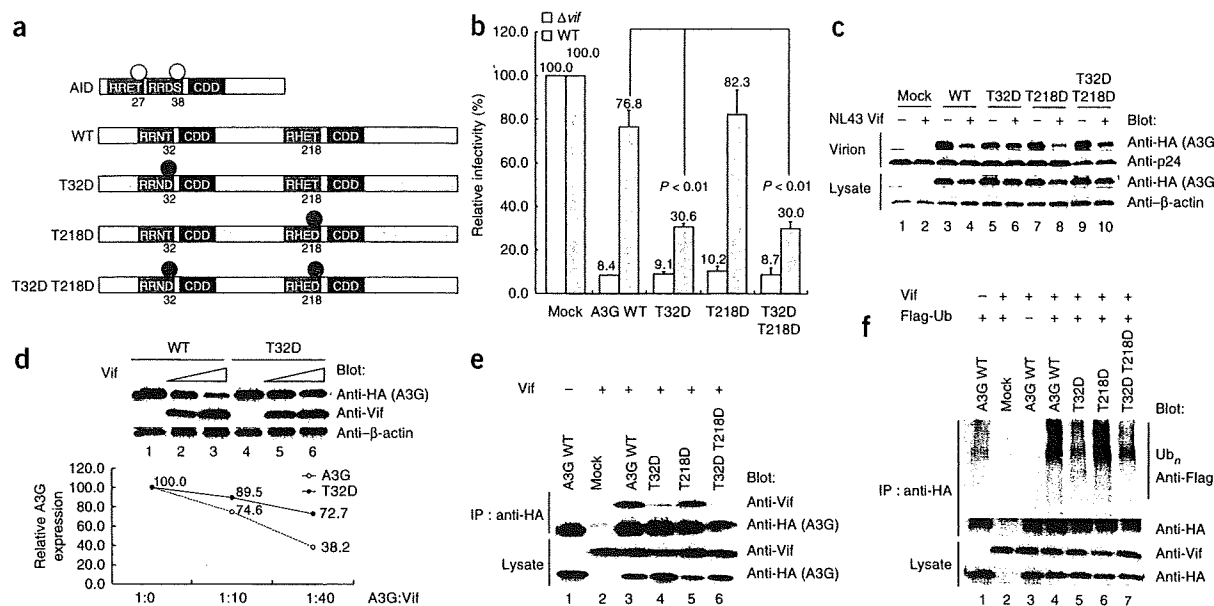 a
AID
RRET RRDS CDD
27 38
WT
RRNT CDD RHET CDD
32 218
T32D
RRND CDD RHET CDD
32 218
T218D
RRNT CDD RHED CDD
32 218
T32D T218D
RRND CDD RHED CDD
32 218
b
Δvif
WT
Relative infectivity (%)
120.0
100.0
80.0
60.0
40.0
20.0
0.0
100.0 100.0
8.4 76.8
9.1 30.6
10.2 82.3
8.7 30.0
P < 0.01 P < 0.01
Mock A3G WT T32D T218D T32D
T218D
c
T32D
Mock WT T32D T218D T218D
NL43 Vif – + – + – + – + – + Blot:
Virion
Anti-HA (A3G
Anti-p24
Lysate
Anti-HA (A3G
Anti–β-actin
1 2 3 4 5 6 7 8 9 10
d
WT T32D
Vif Blot:
Anti-HA (A3G)
Anti-Vif
Anti–β-actin
1 2 3 4 5 6
Relative A3G
expression
120.0
100.0
80.0
60.0
40.0
20.0
0.0
A3G
T32D
100.0
89.5
74.6
72.7
38.2
1:0 1:10 1:40 A3G:Vif
e
Vif – + + + + +
A3G WT
Mock
A3G WT
T32D
T218D
T32D T218D
Blot:
IP : anti-HA
Anti-Vif
Anti-HA (A3G)
Lysate
Anti-Vif
Anti-HA (A3G)
1 2 3 4 5 6
f
Vif – + + + + + +
Flag-Ub + + – + + + +
A3G WT
Mock
A3G WT
A3G WT
T32D
T218D
T32D T218D
Blot:
IP : anti-HA
Ubn
Anti-Flag
Anti-HA
Lysate
Anti-Vif
Anti-HA
1 2 3 4 5 6 7